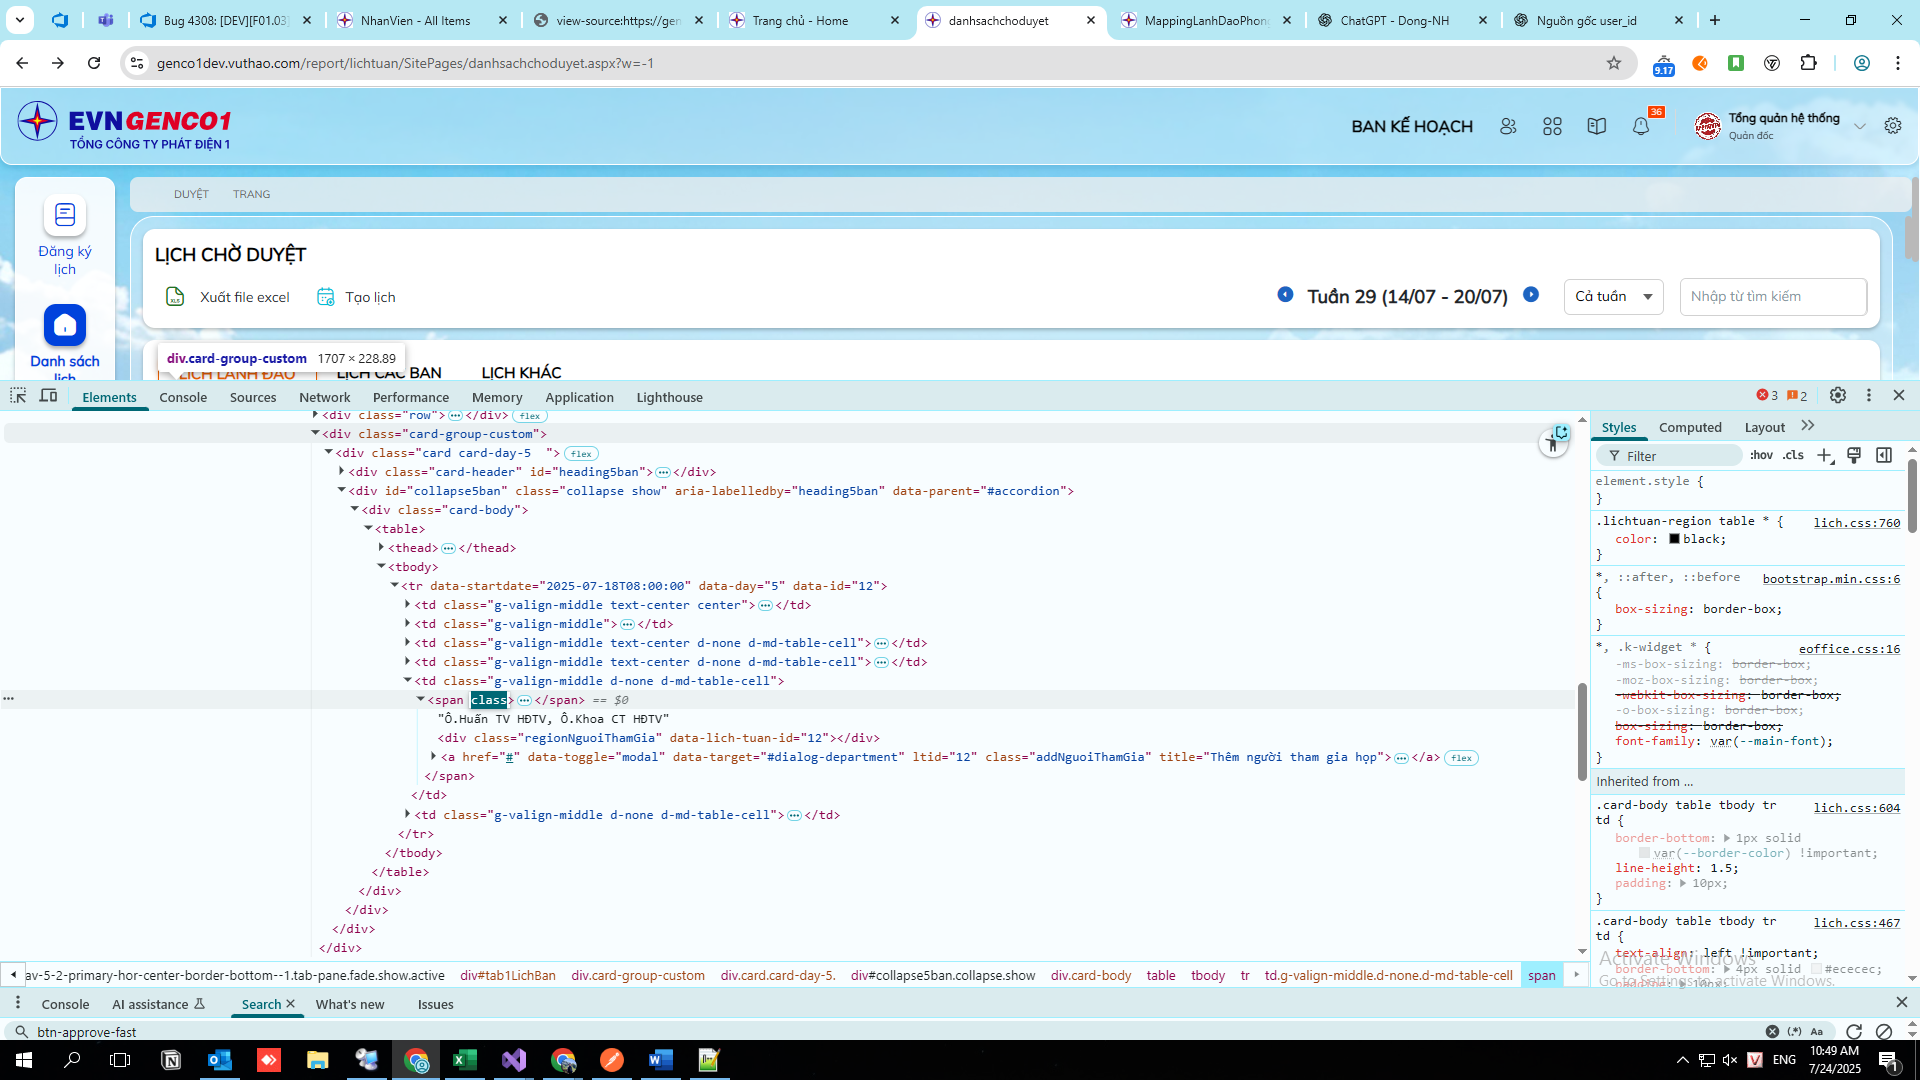 Bug 4308: [DEV][F01.03]
NhanVien - All Items
view-source:https://gen
Trang chủ - Home
danhsachchoduyet
MappingLanhDaoPhong
ChatGPT - Dong-NH
Nguồn gốc user_id
genco1dev.vuthao.com/report/lichtuan/SitePages/danhsachchoduyet.aspx?w=-1
9.17
EVNGENCO1
TỔNG CÔNG TY PHÁT ĐIỆN 1
BAN KẾ HOẠCH
36
Tổng quản hệ thống
Quản đốc
Đăng ký
lịch
Danh sách
lịch
DUYỆT TRANG
LỊCH CHỜ DUYỆT
Xuất file excel
Tạo lịch
Tuần 29 (14/07 - 20/07)
Cả tuần
Nhập từ tìm kiếm
div.card-group-custom 1707 × 228.89
LỊCH LÃNH ĐẠO
LỊCH CÁC BAN
LỊCH KHÁC
Elements Console Sources Network Performance Memory Application Lighthouse
3 2
<div class="row"> </div> flex
<div class="card-group-custom">
<div class="card card-day-5  "> flex
<div class="card-header" id="heading5ban"> </div>
<div id="collapse5ban" class="collapse show" aria-labelledby="heading5ban" data-parent="#accordion">
<div class="card-body">
<table>
<thead> </thead>
<tbody>
<tr data-startdate="2025-07-18T08:00:00" data-day="5" data-id="12">
<td class="g-valign-middle text-center center"> </td>
<td class="g-valign-middle"> </td>
<td class="g-valign-middle text-center d-none d-md-table-cell"> </td>
<td class="g-valign-middle text-center d-none d-md-table-cell"> </td>
<td class="g-valign-middle d-none d-md-table-cell">
<span class> </span> == $0
"Ô.Huấn TV HĐTV, Ô.Khoa CT HĐTV"
<div class="regionNguoiThamGia" data-lich-tuan-id="12"></div>
<a href="#" data-toggle="modal" data-target="#dialog-department" ltid="12" class="addNguoiThamGia" title="Thêm người tham gia họp"> </a> flex
</span>
</td>
<td class="g-valign-middle d-none d-md-table-cell"> </td>
</tr>
</tbody>
</table>
</div>
</div>
</div>
</div>
Styles Computed Layout
Filter :hov .cls
element.style {
}
.lichtuan-region table * { lich.css:760
color: black;
}
*, ::after, ::before bootstrap.min.css:6
{
box-sizing: border-box;
}
*, .k-widget * { eoffice.css:16
-ms-box-sizing: border-box;
-moz-box-sizing: border-box;
-webkit-box-sizing: border-box;
-o-box-sizing: border-box;
box-sizing: border-box;
font-family: var(--main-font);
}
Inherited from ...
.card-body table tbody tr lich.css:604
td {
border-bottom: 1px solid
var(--border-color) !important;
line-height: 1.5;
padding: 10px;
}
.card-body table tbody tr lich.css:467
td {
text-align: left !important;
border-bottom: 4px solid #ececec;
padding: 10px;
Activate Windows
Go to Settings to activate Windows.
av-5-2-primary-hor-center-border-bottom--1.tab-pane.fade.show.active div#tab1LichBan div.card-group-custom div.card.card-day-5. div#collapse5ban.collapse.show div.card-body table tbody tr td.g-valign-middle.d-none.d-md-table-cell span
Console AI assistance Search What's new Issues
btn-approve-fast
(.*) Aa
ENG
10:49 AM
7/24/2025
1